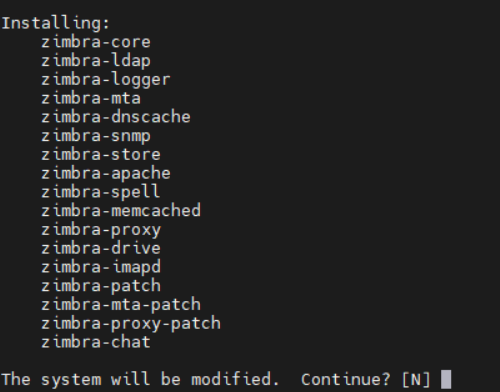 Installing:
zimbra-core
zimbra-ldap
zimbra-logger
zimbra-mta
zimbra-dnscache
zimbra-snmp
zimbra-store
zimbra-apache
zimbra-spell
zimbra-memcached
zimbra-proxy
zimbra-drive
zimbra-imapd
zimbra-patch
zimbra-mta-patch
zimbra-proxy-patch
zimbra-chat
The system will be modified.  Continue? [N]